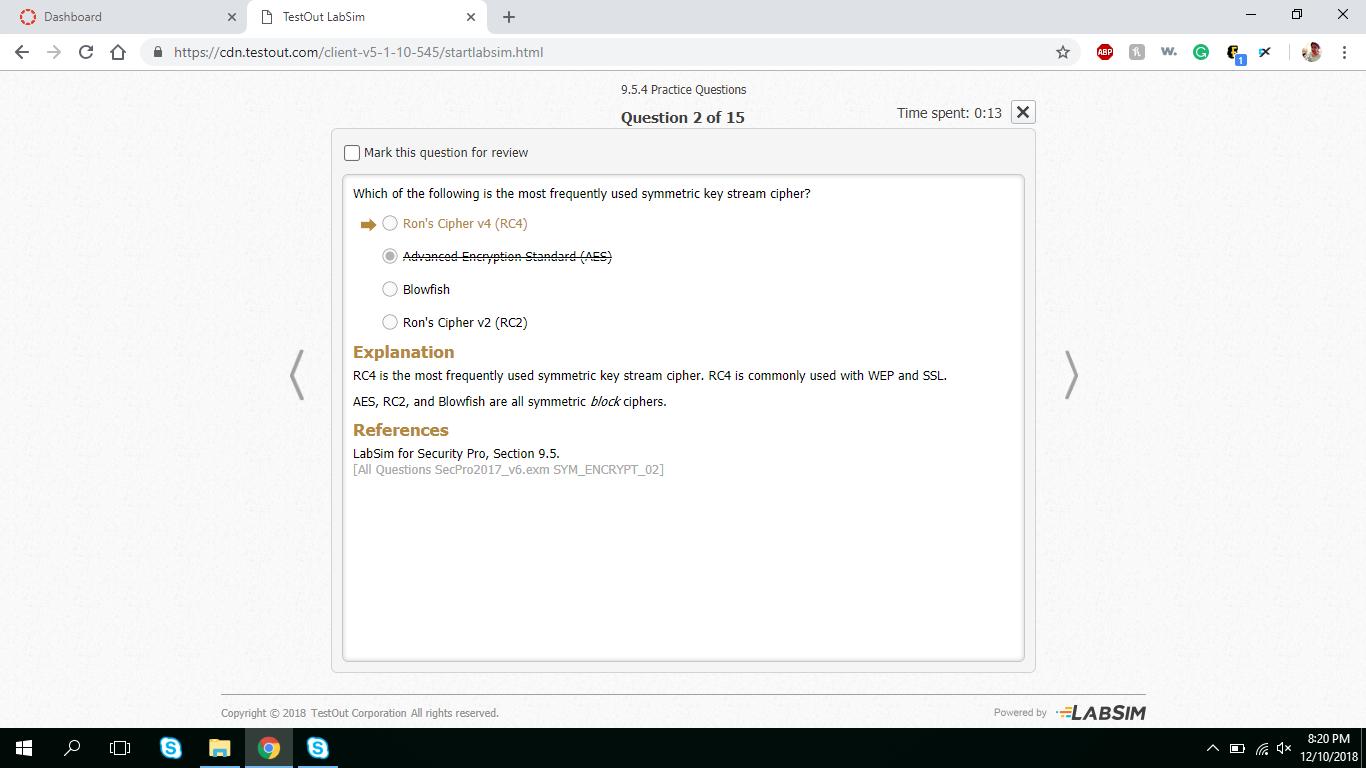 Dashboard
TestOut LabSim
https://cdn.testout.com/client-v5-1-10-545/startlabsim.html
ABP
w.
1
9.5.4 Practice Questions
Question 2 of 15
Time spent: 0:13
Mark this question for review
Which of the following is the most frequently used symmetric key stream cipher?
Ron's Cipher v4 (RC4)
Advanced Encryption Standard (AES)
Blowfish
Ron's Cipher v2 (RC2)
Explanation
RC4 is the most frequently used symmetric key stream cipher. RC4 is commonly used with WEP and SSL.
AES, RC2, and Blowfish are all symmetric block ciphers.
References
LabSim for Security Pro, Section 9.5.
[All Questions SecPro2017_v6.exm SYM_ENCRYPT_02]
Copyright © 2018 TestOut Corporation All rights reserved.
Powered by LABSIM
8:20 PM
12/10/2018